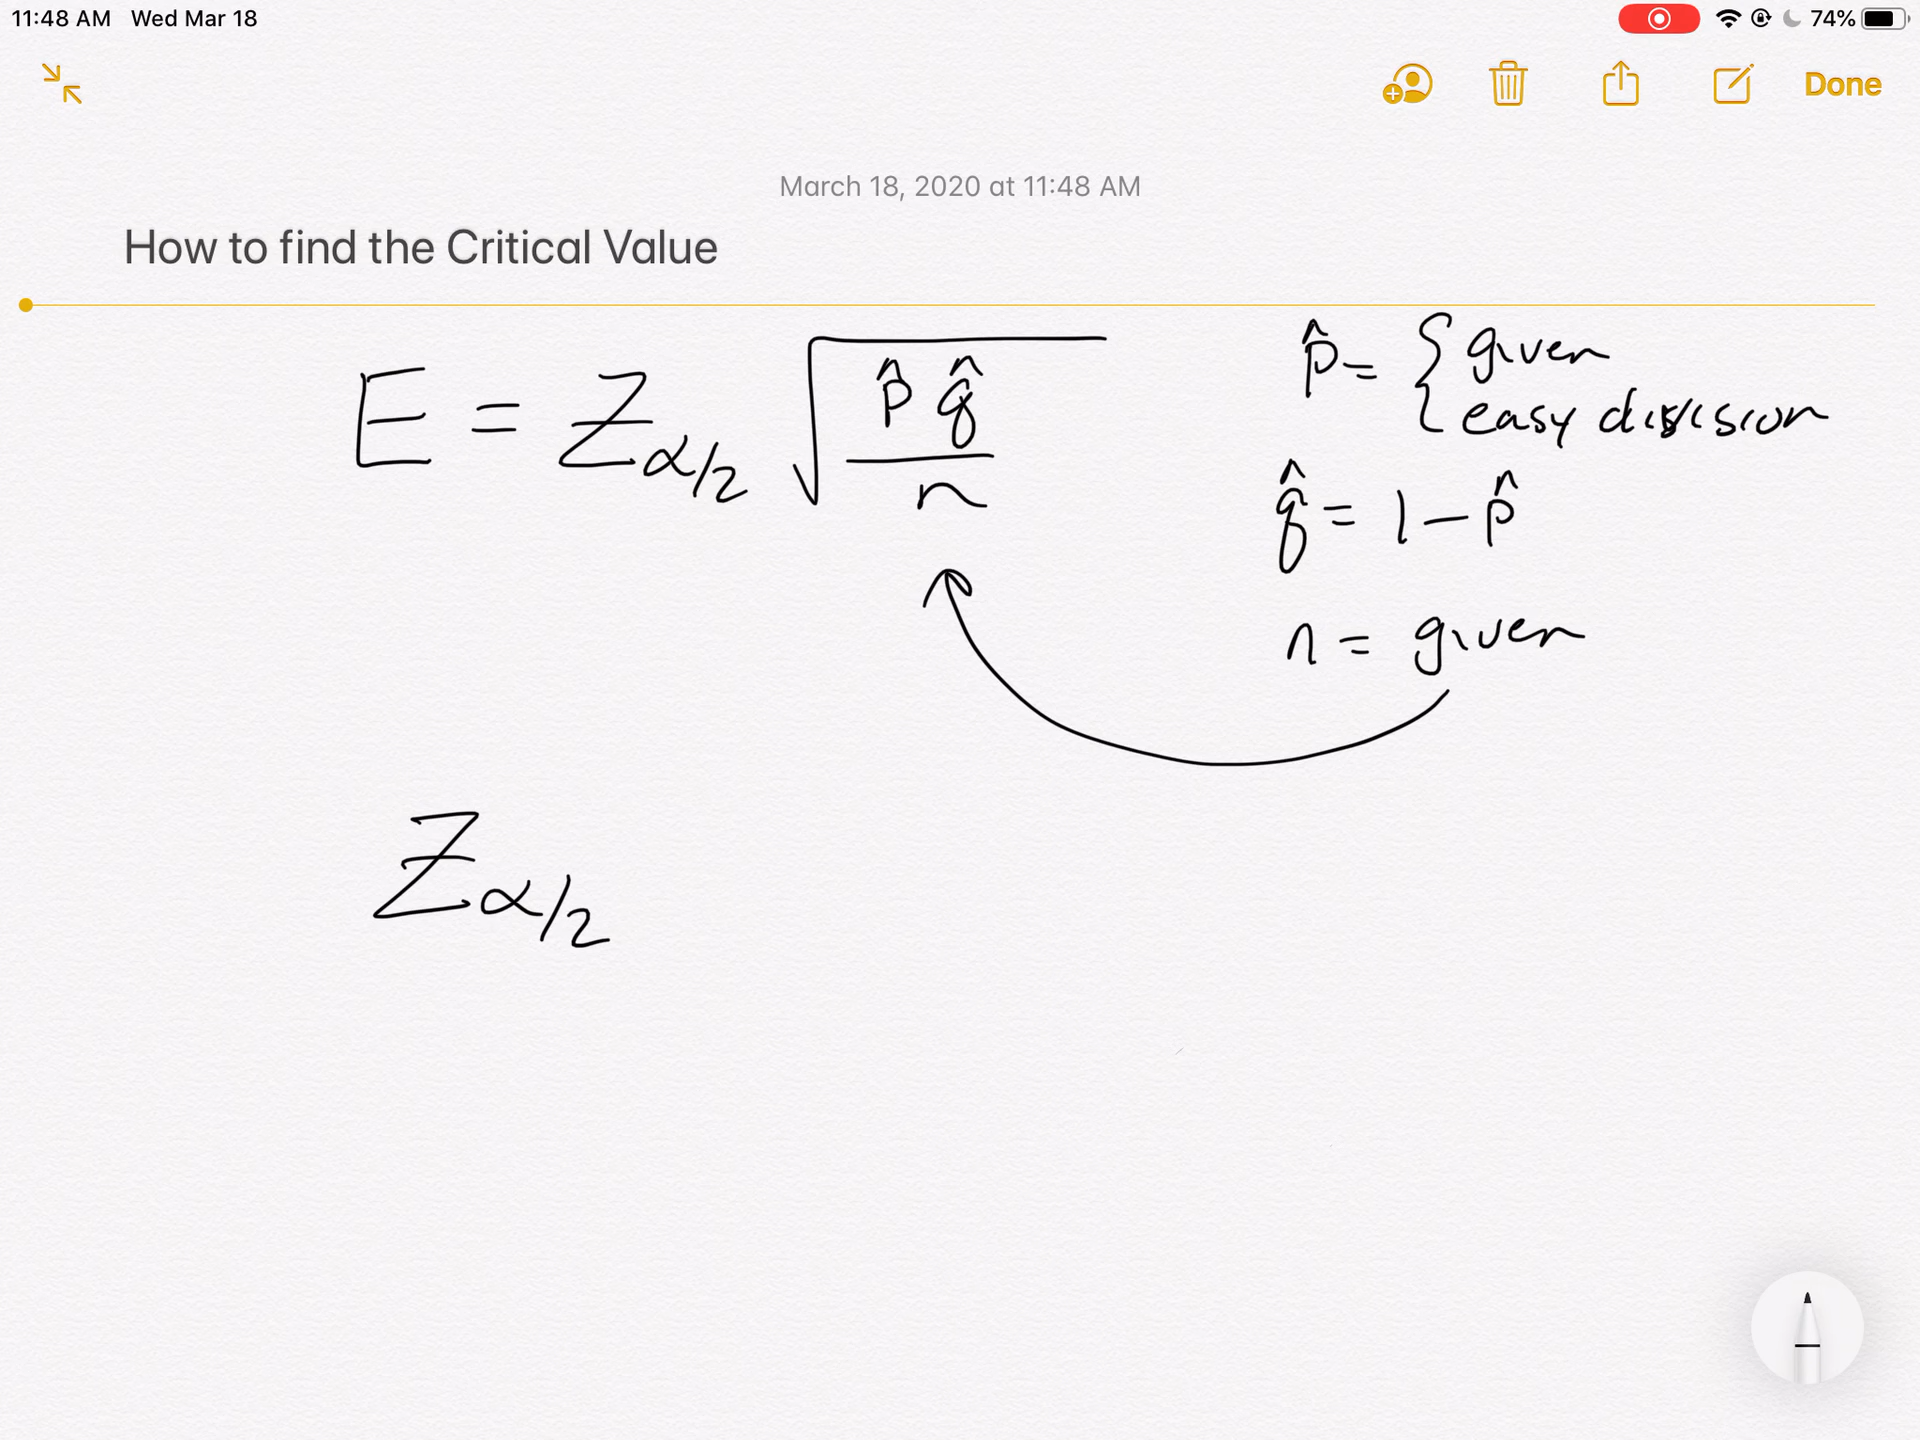 11:48 AM Wed Mar 18 74%
Done
March 18, 2020 at 11:48 AM
How to find the Critical Value
E = Zα/2 √(p̂ q̂ / n)
p̂ = { given
easy division
q̂ = 1 - p̂
n = given
Zα/2